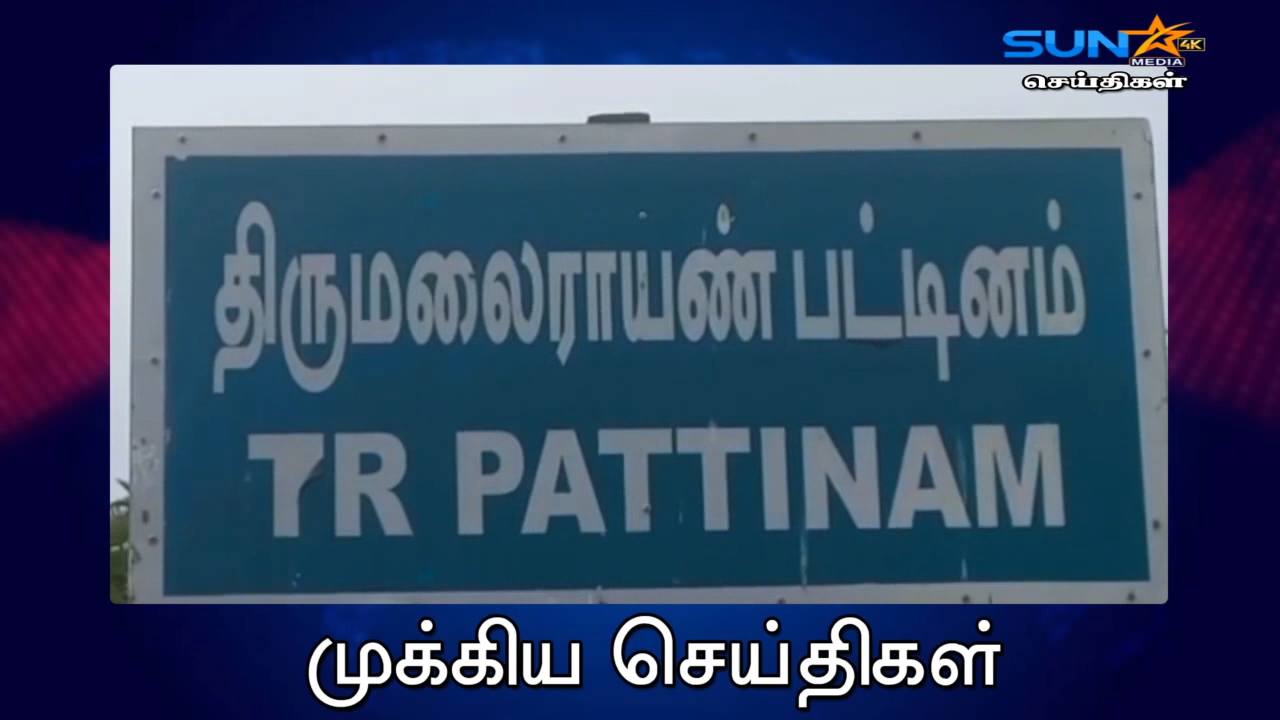 SUN 4K
MEDIA
செய்திகள்
திருமலைராயண் பட்டினம்
TR PATTINAM
முக்கிய செய்திகள்